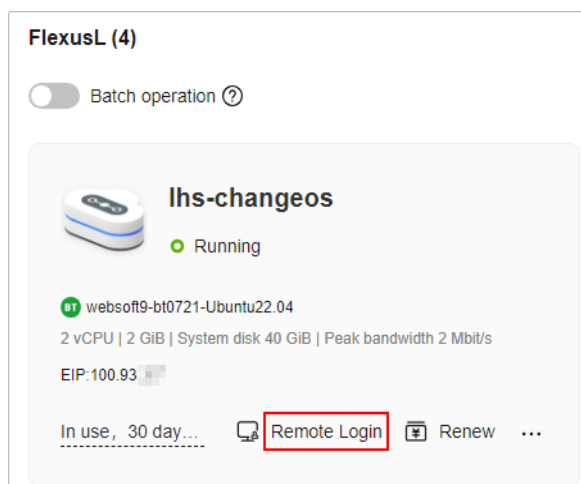 FlexusL (4)
Batch operation ?
lhs-changeos
Running
BT websoft9-bt0721-Ubuntu22.04
2 vCPU | 2 GiB | System disk 40 GiB | Peak bandwidth 2 Mbit/s
EIP:100.93
In use，30 day... Remote Login ¥ Renew ...